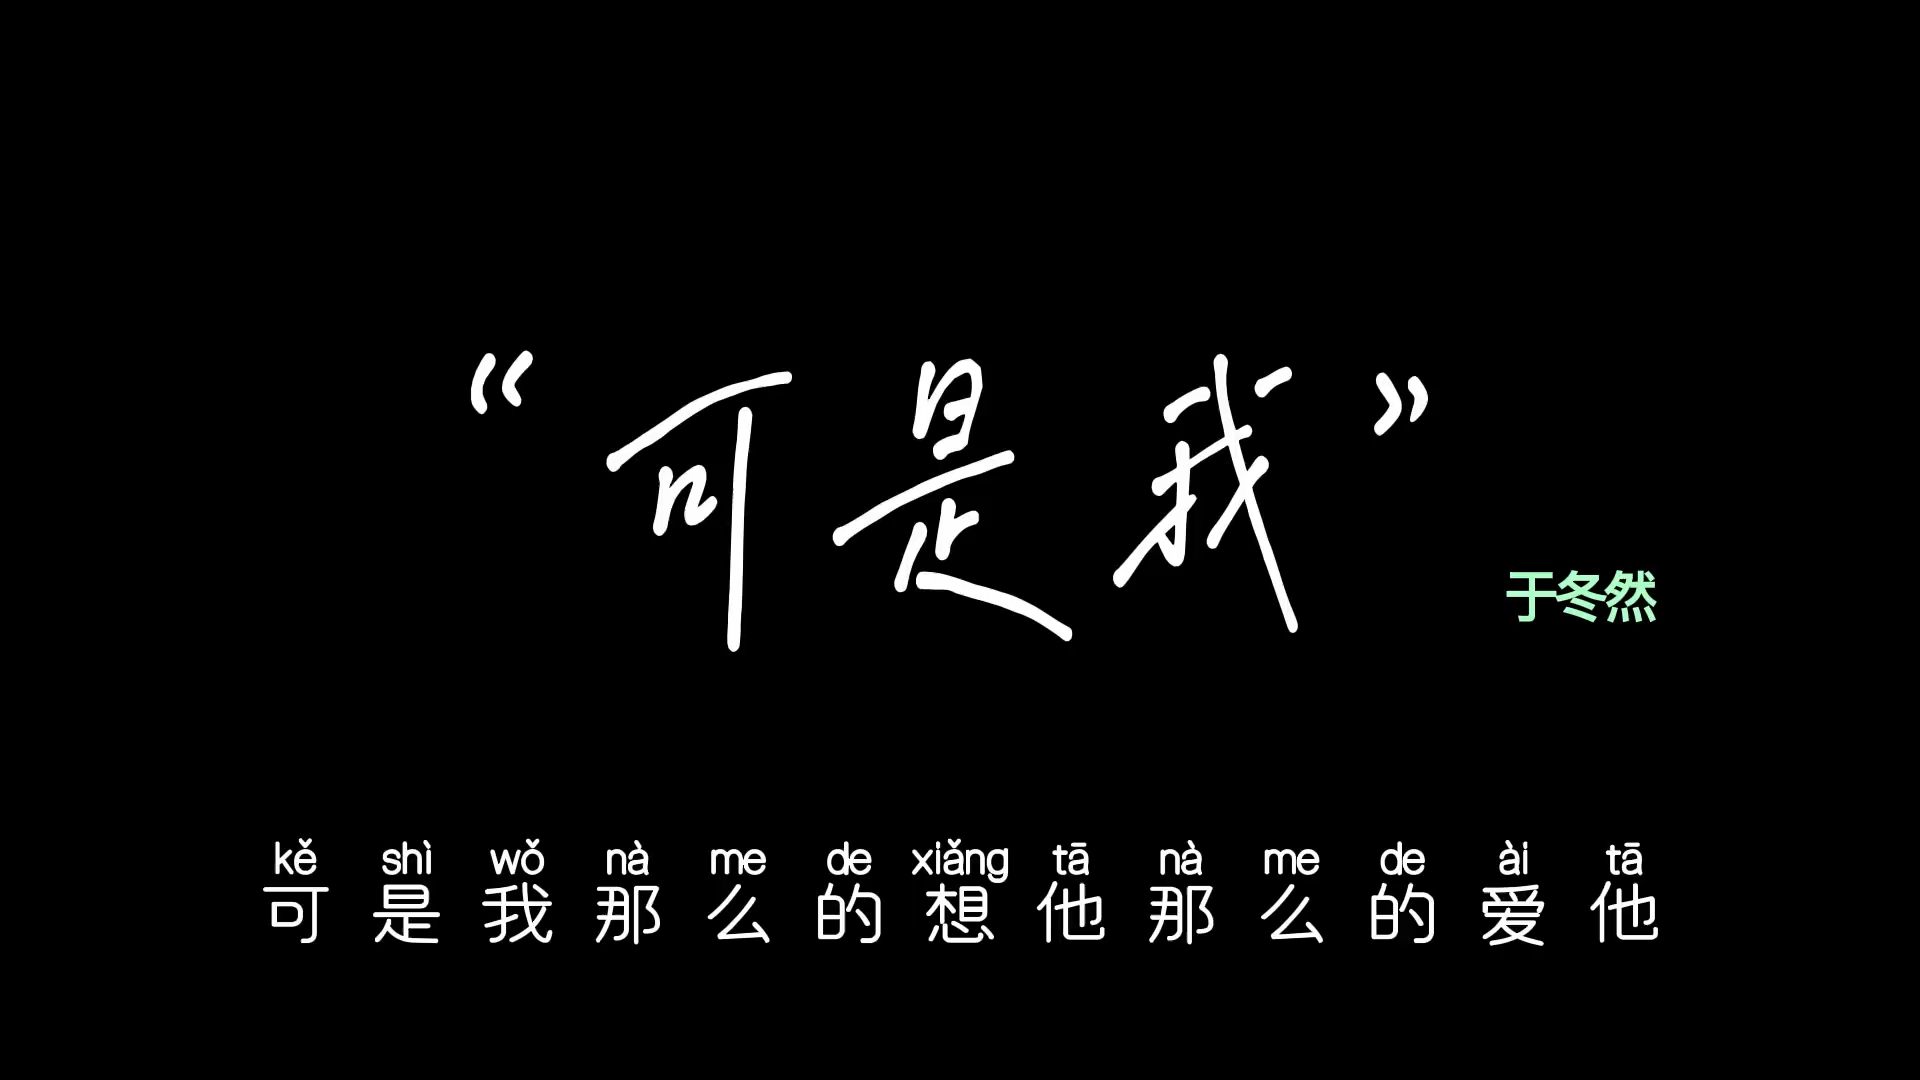 “可是我”
于冬然
kě shì wǒ nà me de xiǎng tā nà me de ài tā
可是我那么的想他那么的爱他